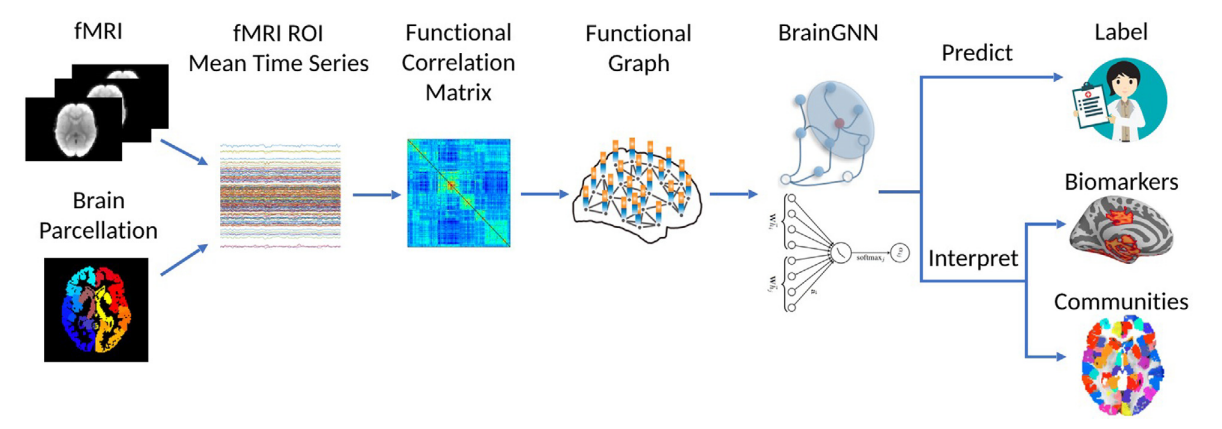 fMRI
Brain
Parcellation
fMRI ROI
Mean Time Series
Functional
Correlation
Matrix
Functional
Graph
BrainGNN
softmax
Predict
Interpret
Label
Biomarkers
Communities